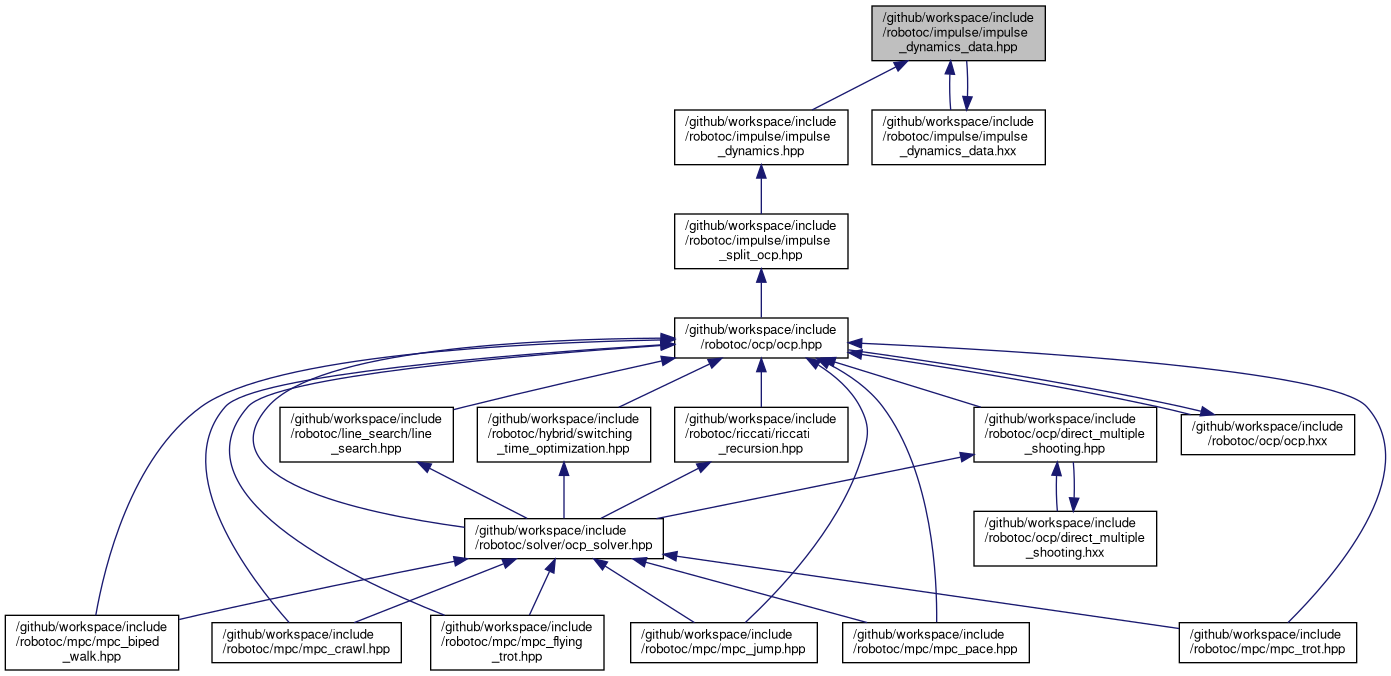 /github/workspace/include
/robotoc/impulse/impulse
_dynamics_data.hpp
/github/workspace/include
/robotoc/impulse/impulse
_dynamics.hpp
/github/workspace/include
/robotoc/impulse/impulse
_dynamics_data.hxx
/github/workspace/include
/robotoc/impulse/impulse
_split_ocp.hpp
/github/workspace/include
/robotoc/ocp/ocp.hpp
/github/workspace/include
/robotoc/line_search/line
_search.hpp
/github/workspace/include
/robotoc/hybrid/switching
_time_optimization.hpp
/github/workspace/include
/robotoc/riccati/riccati
_recursion.hpp
/github/workspace/include
/robotoc/ocp/direct_multiple
_shooting.hpp
/github/workspace/include
/robotoc/ocp/ocp.hxx
/github/workspace/include
/robotoc/solver/ocp_solver.hpp
/github/workspace/include
/robotoc/ocp/direct_multiple
_shooting.hxx
/github/workspace/include
/robotoc/mpc/mpc_biped
_walk.hpp
/github/workspace/include
/robotoc/mpc/mpc_crawl.hpp
/github/workspace/include
/robotoc/mpc/mpc_flying
_trot.hpp
/github/workspace/include
/robotoc/mpc/mpc_jump.hpp
/github/workspace/include
/robotoc/mpc/mpc_pace.hpp
/github/workspace/include
/robotoc/mpc/mpc_trot.hpp